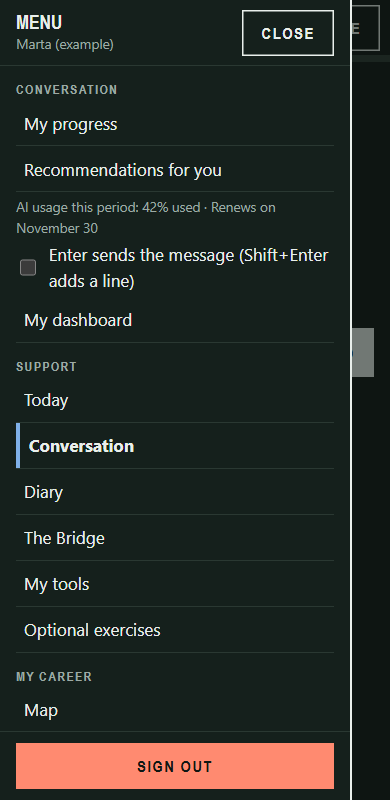 MENU
Marta (example)
CLOSE
E
CONVERSATION
My progress
Recommendations for you
AI usage this period: 42% used · Renews on
November 30
Enter sends the message (Shift+Enter
adds a line)
My dashboard
SUPPORT
Today
Conversation
Diary
The Bridge
My tools
Optional exercises
MY CAREER
Map
SIGN OUT